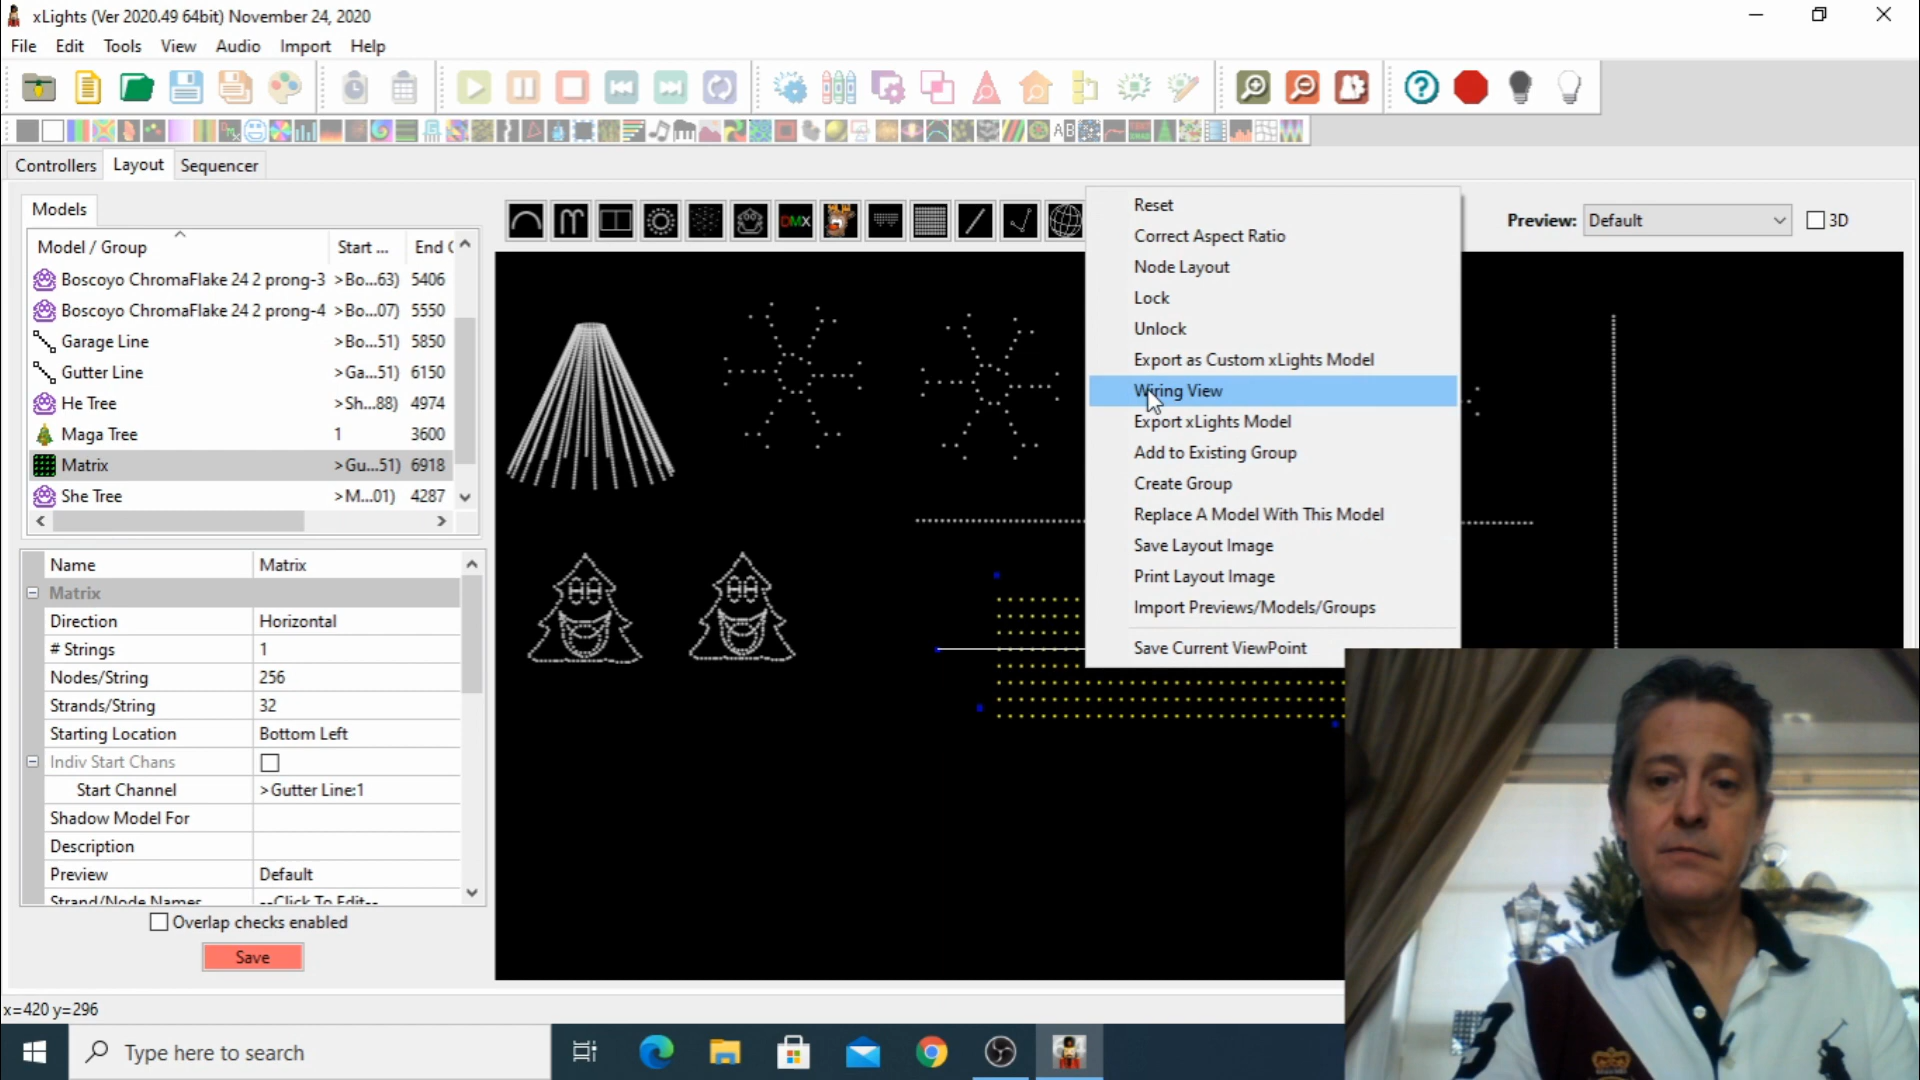 xLights (Ver 2020.49 64bit) November 24, 2020
File Edit Tools View Audio Import Help
Controllers Layout Sequencer
Models
Model / Group Start ... End
Boscoyo ChromaFlake 24 2 prong-3 >Bo...63) 5406
Boscoyo ChromaFlake 24 2 prong-4 >Bo...07) 5550
Garage Line >Bo...51) 5850
Gutter Line >Ga...51) 6150
He Tree >Sh...88) 4974
Maga Tree 1 3600
Matrix >Gu...51) 6918
She Tree >M...01) 4287
Name Matrix
Matrix
Direction Horizontal
# Strings 1
Nodes/String 256
Strands/String 32
Starting Location Bottom Left
Indiv Start Chans
Start Channel >Gutter Line:1
Shadow Model For
Description
Preview Default
Strand/Node Names --Click To Edit--
Overlap checks enabled
Save
x=420 y=296
DMX
Reset
Correct Aspect Ratio
Node Layout
Lock
Unlock
Export as Custom xLights Model
Wiring View
Export xLights Model
Add to Existing Group
Create Group
Replace A Model With This Model
Save Layout Image
Print Layout Image
Import Previews/Models/Groups
Save Current ViewPoint
Preview: Default 3D
Type here to search